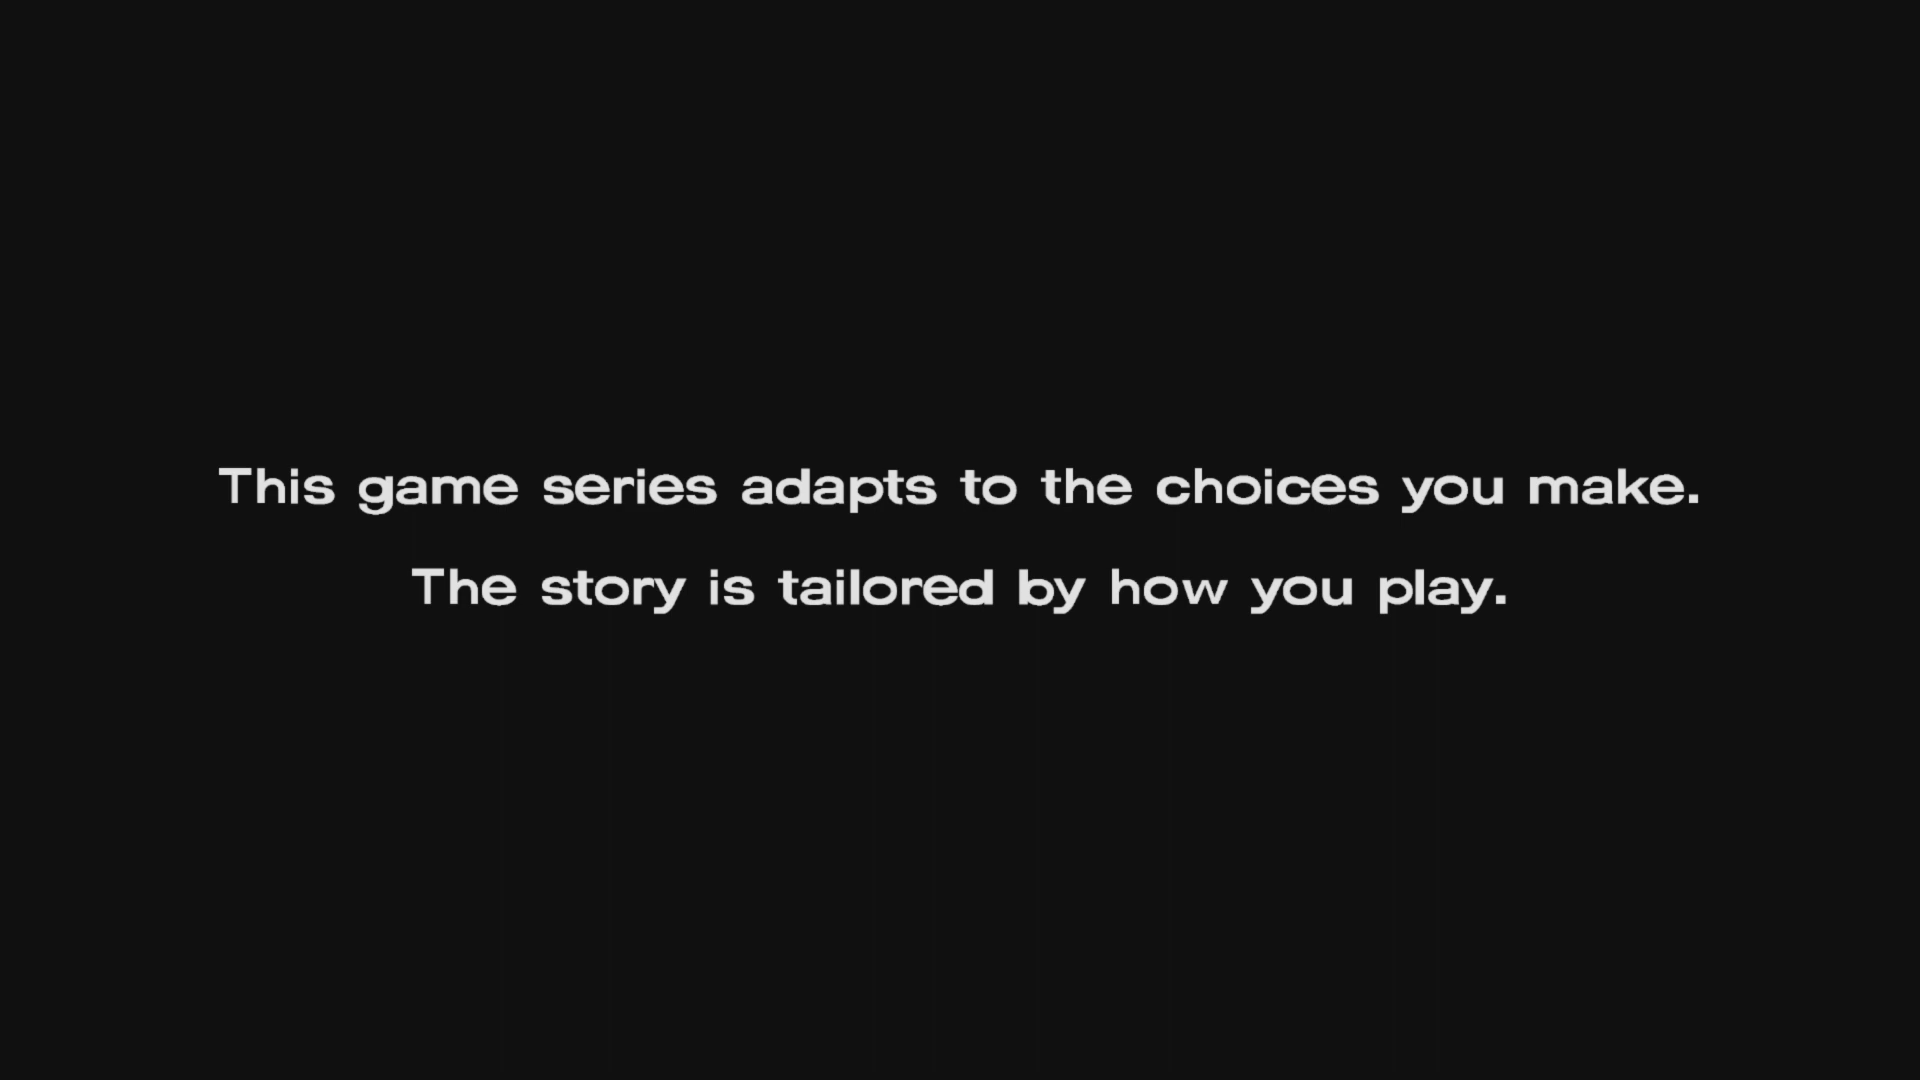 This game series adapts to the choices you make.
The story is tailored by how you play.